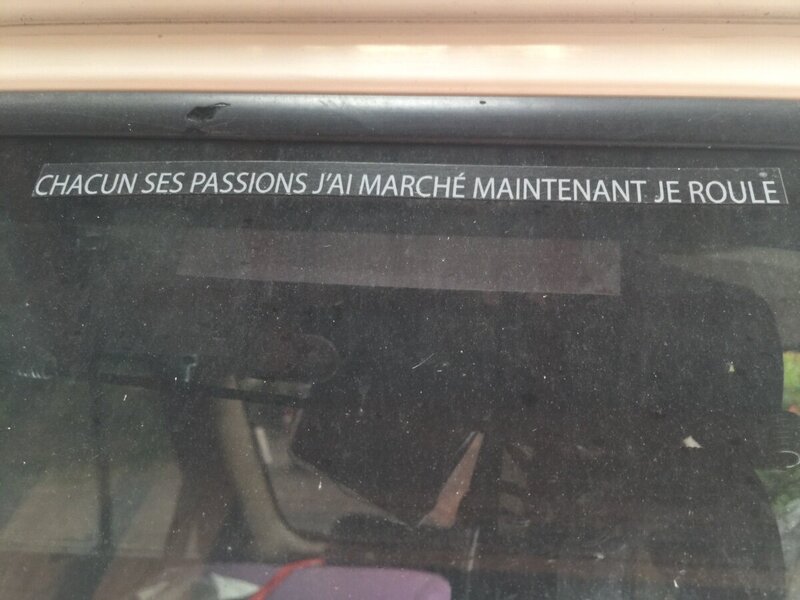 CHACUN SES PASSIONS J'AI MARCHÉ MAINTENANT JE ROULE